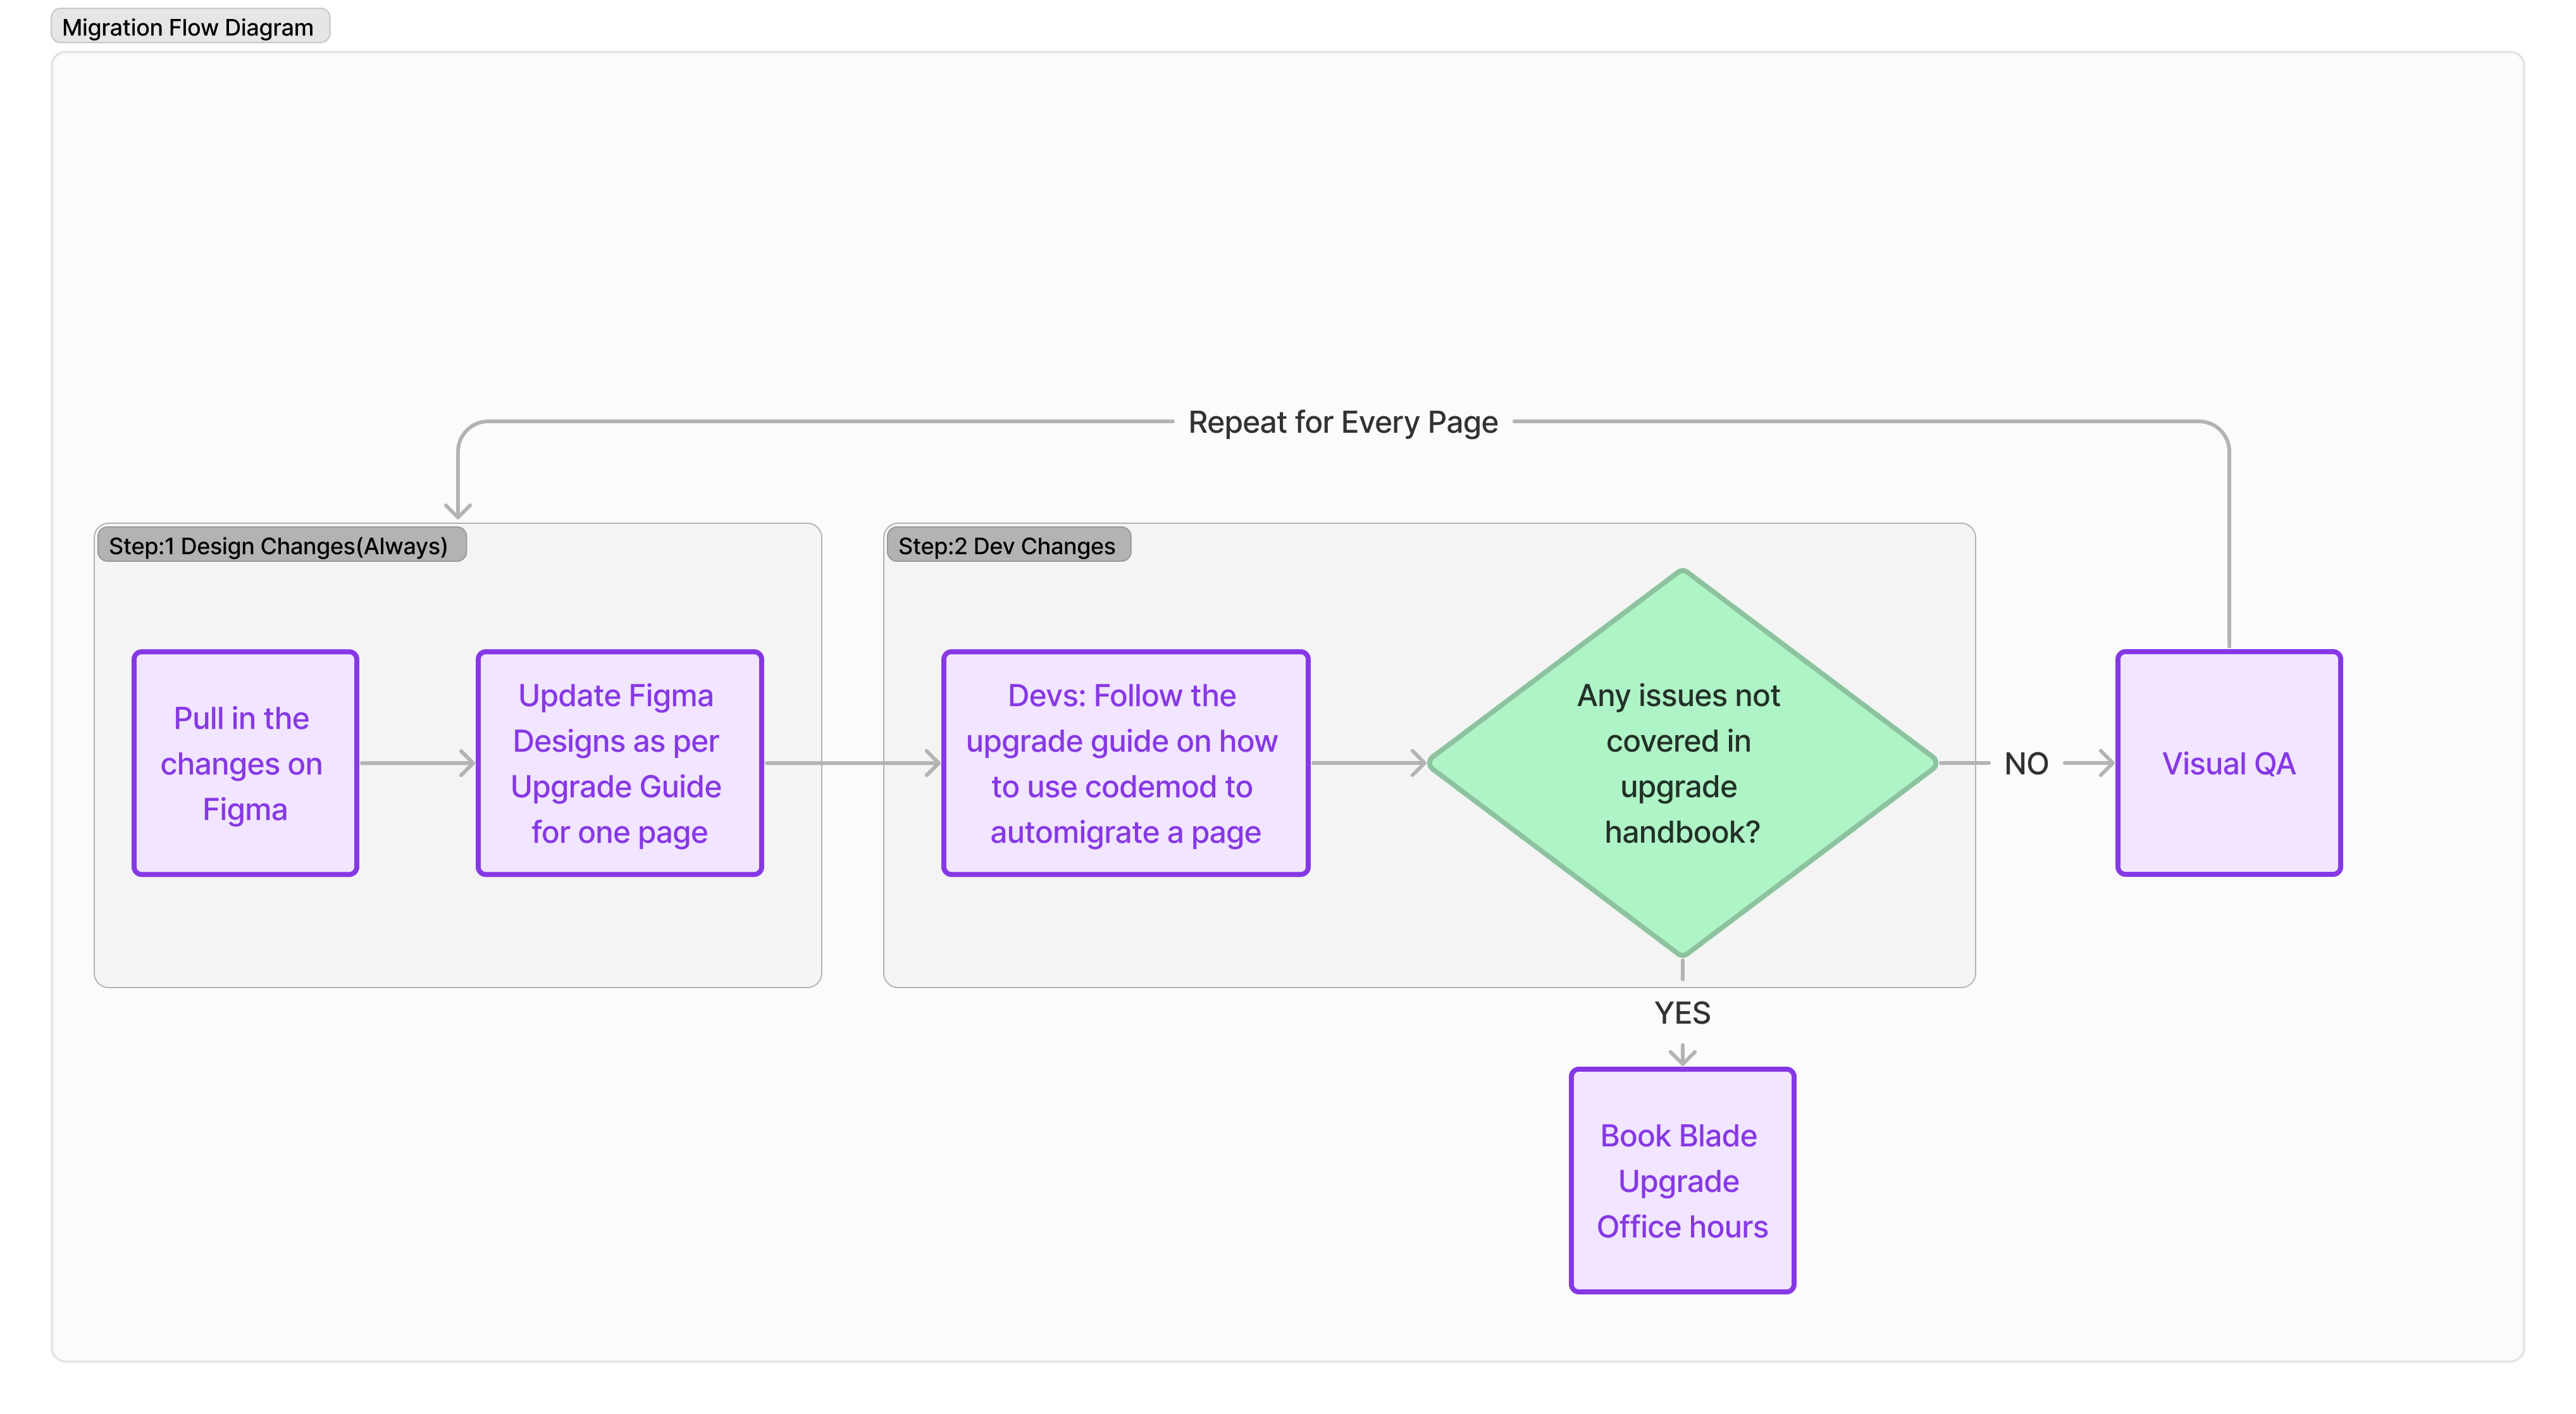 Migration Flow Diagram
Repeat for Every Page
Step:1 Design Changes(Always)
Pull in the
changes on
Figma
Update Figma
Designs as per
Upgrade Guide
for one page
Step:2 Dev Changes
Devs: Follow the
upgrade guide on how
to use codemod to
automigrate a page
Any issues not
covered in
upgrade
handbook?
NO
Visual QA
YES
Book Blade
Upgrade
Office hours